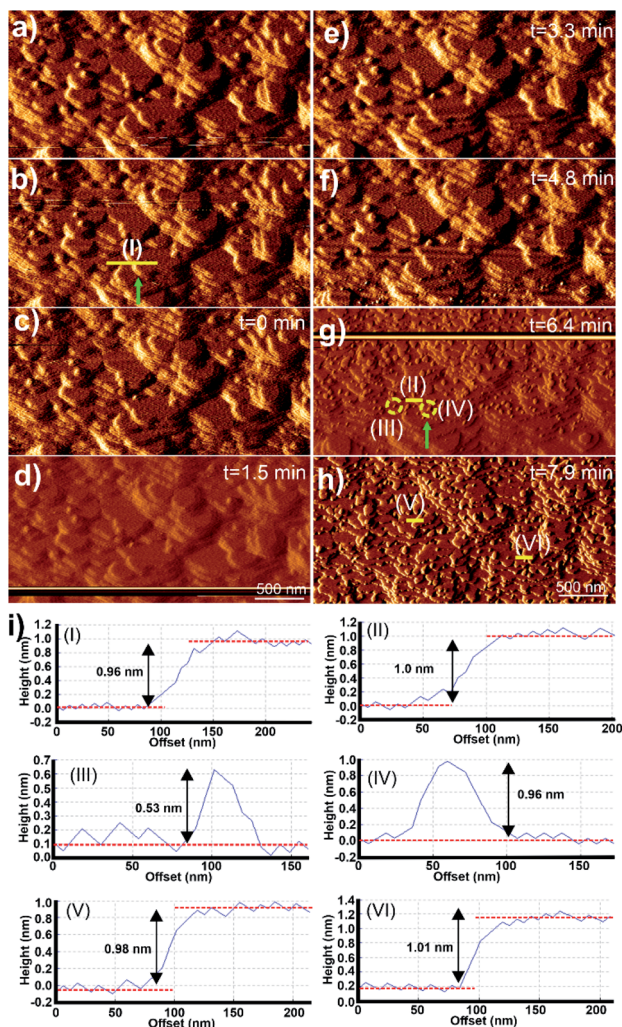 a)
e)
t=3.3 min
b)
(I)
f)
t=4.8 min
c)
t=0 min
g)
t=6.4 min
(II)
(III)
(IV)
d)
t=1.5 min
500 nm
h)
t=7.9 min
(V)
(VI)
500 nm
i)
(I)
1.2
1.0
0.8
0.6
0.4
0.2
0.0
-0.2
Height (nm)
0.96 nm
0
50
100
150
200
Offset (nm)
(II)
1.2
1.0
0.8
0.6
0.4
0.2
0.0
-0.2
Height (nm)
1.0 nm
0
50
100
150
200
Offset (nm)
(III)
0.7
0.6
0.5
0.4
0.3
0.2
0.1
0.0
Height (nm)
0.53 nm
0
50
100
150
Offset (nm)
(IV)
1.0
0.8
0.6
0.4
0.2
0.0
-0.2
Height (nm)
0.96 nm
0
50
100
150
Offset (nm)
(V)
1.0
0.8
0.6
0.4
0.2
0.0
-0.2
Height (nm)
0.98 nm
0
50
100
150
200
Offset (nm)
(VI)
1.4
1.2
1.0
0.8
0.6
0.4
0.2
0.0
Height (nm)
1.01 nm
0
50
100
150
200
Offset (nm)